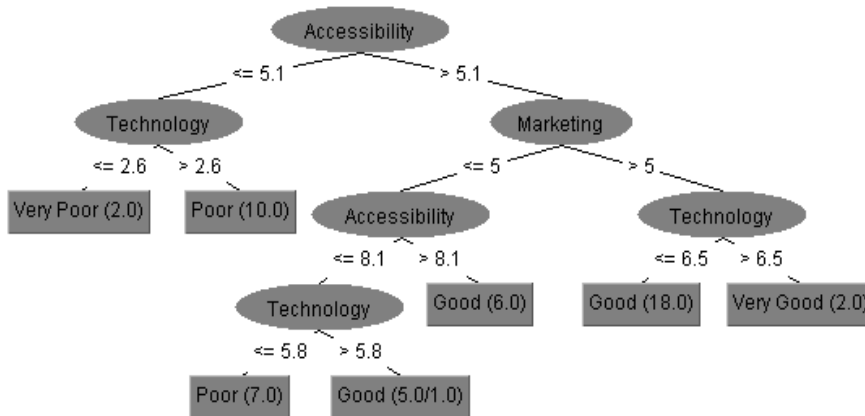 Accessibility
<= 5.1 > 5.1
Technology Marketing
<= 2.6 > 2.6 <= 5 > 5
Very Poor (2.0) Poor (10.0) Accessibility Technology
<= 8.1 > 8.1 <= 6.5 > 6.5
Technology Good (6.0) Good (18.0) Very Good (2.0)
<= 5.8 > 5.8
Poor (7.0) Good (5.0/1.0)